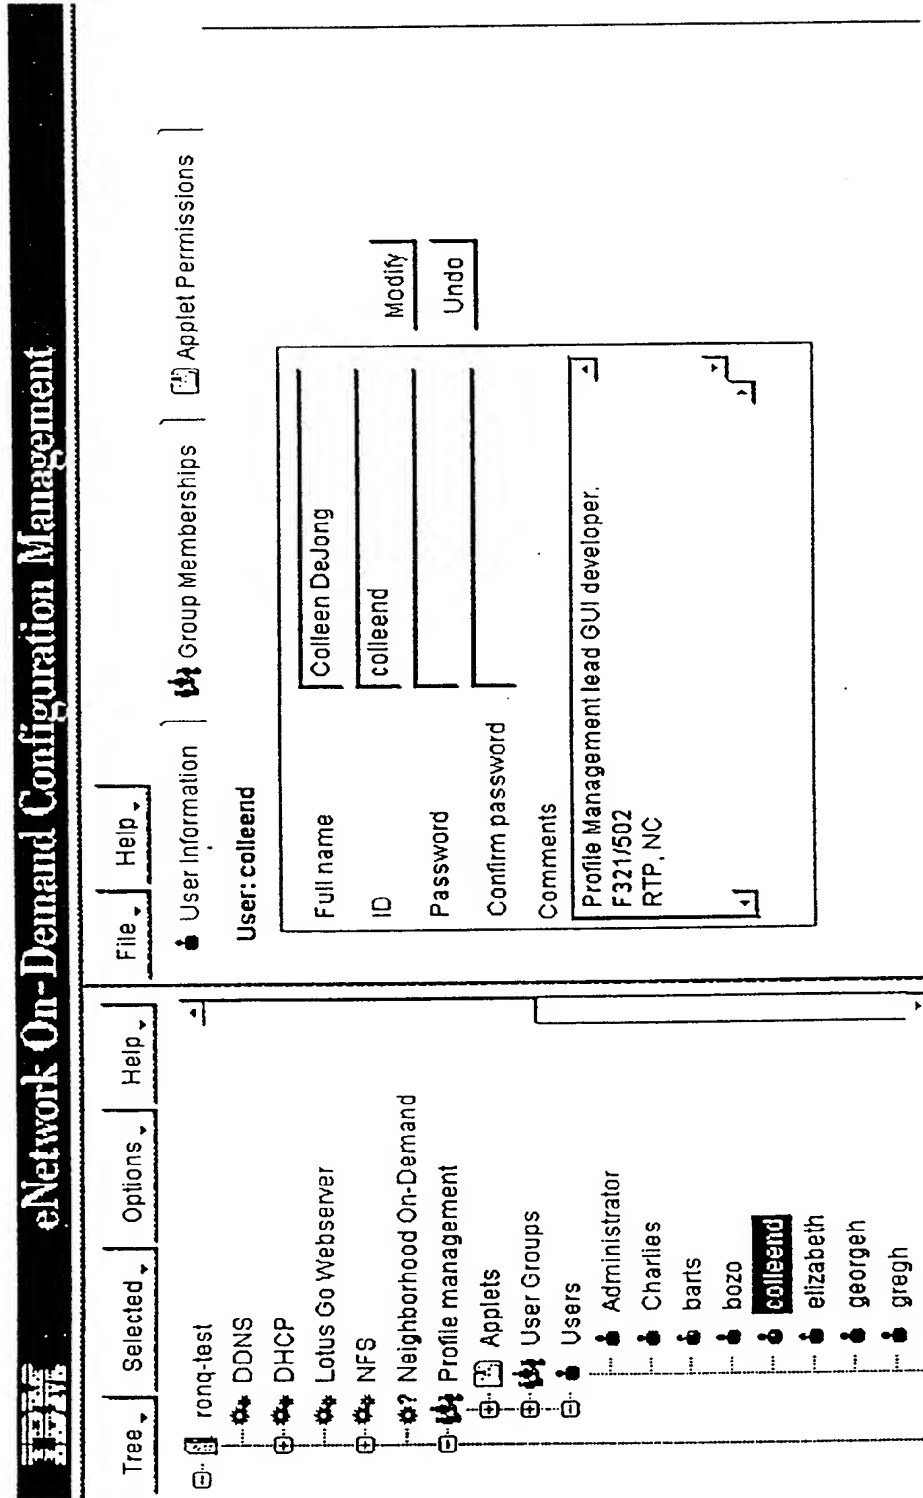 IBM eNetwork On-Demand Configuration Management
Tree Selected Options Help
ronq-test
DDNS
DHCP
Lotus Go Webserver
NFS
? Neighborhood On-Demand
Profile management
Applets
User Groups
Users
Administrator
Charlies
barts
bozo
colleend
elizabeth
georgeh
gregh
File Help
User Information Group Memberships Applet Permissions
User: colleend
Full name Colleen DeJong
ID colleend
Password
Confirm password
Comments
Profile Management lead GUI developer.
F321/502
RTP, NC
Modify
Undo